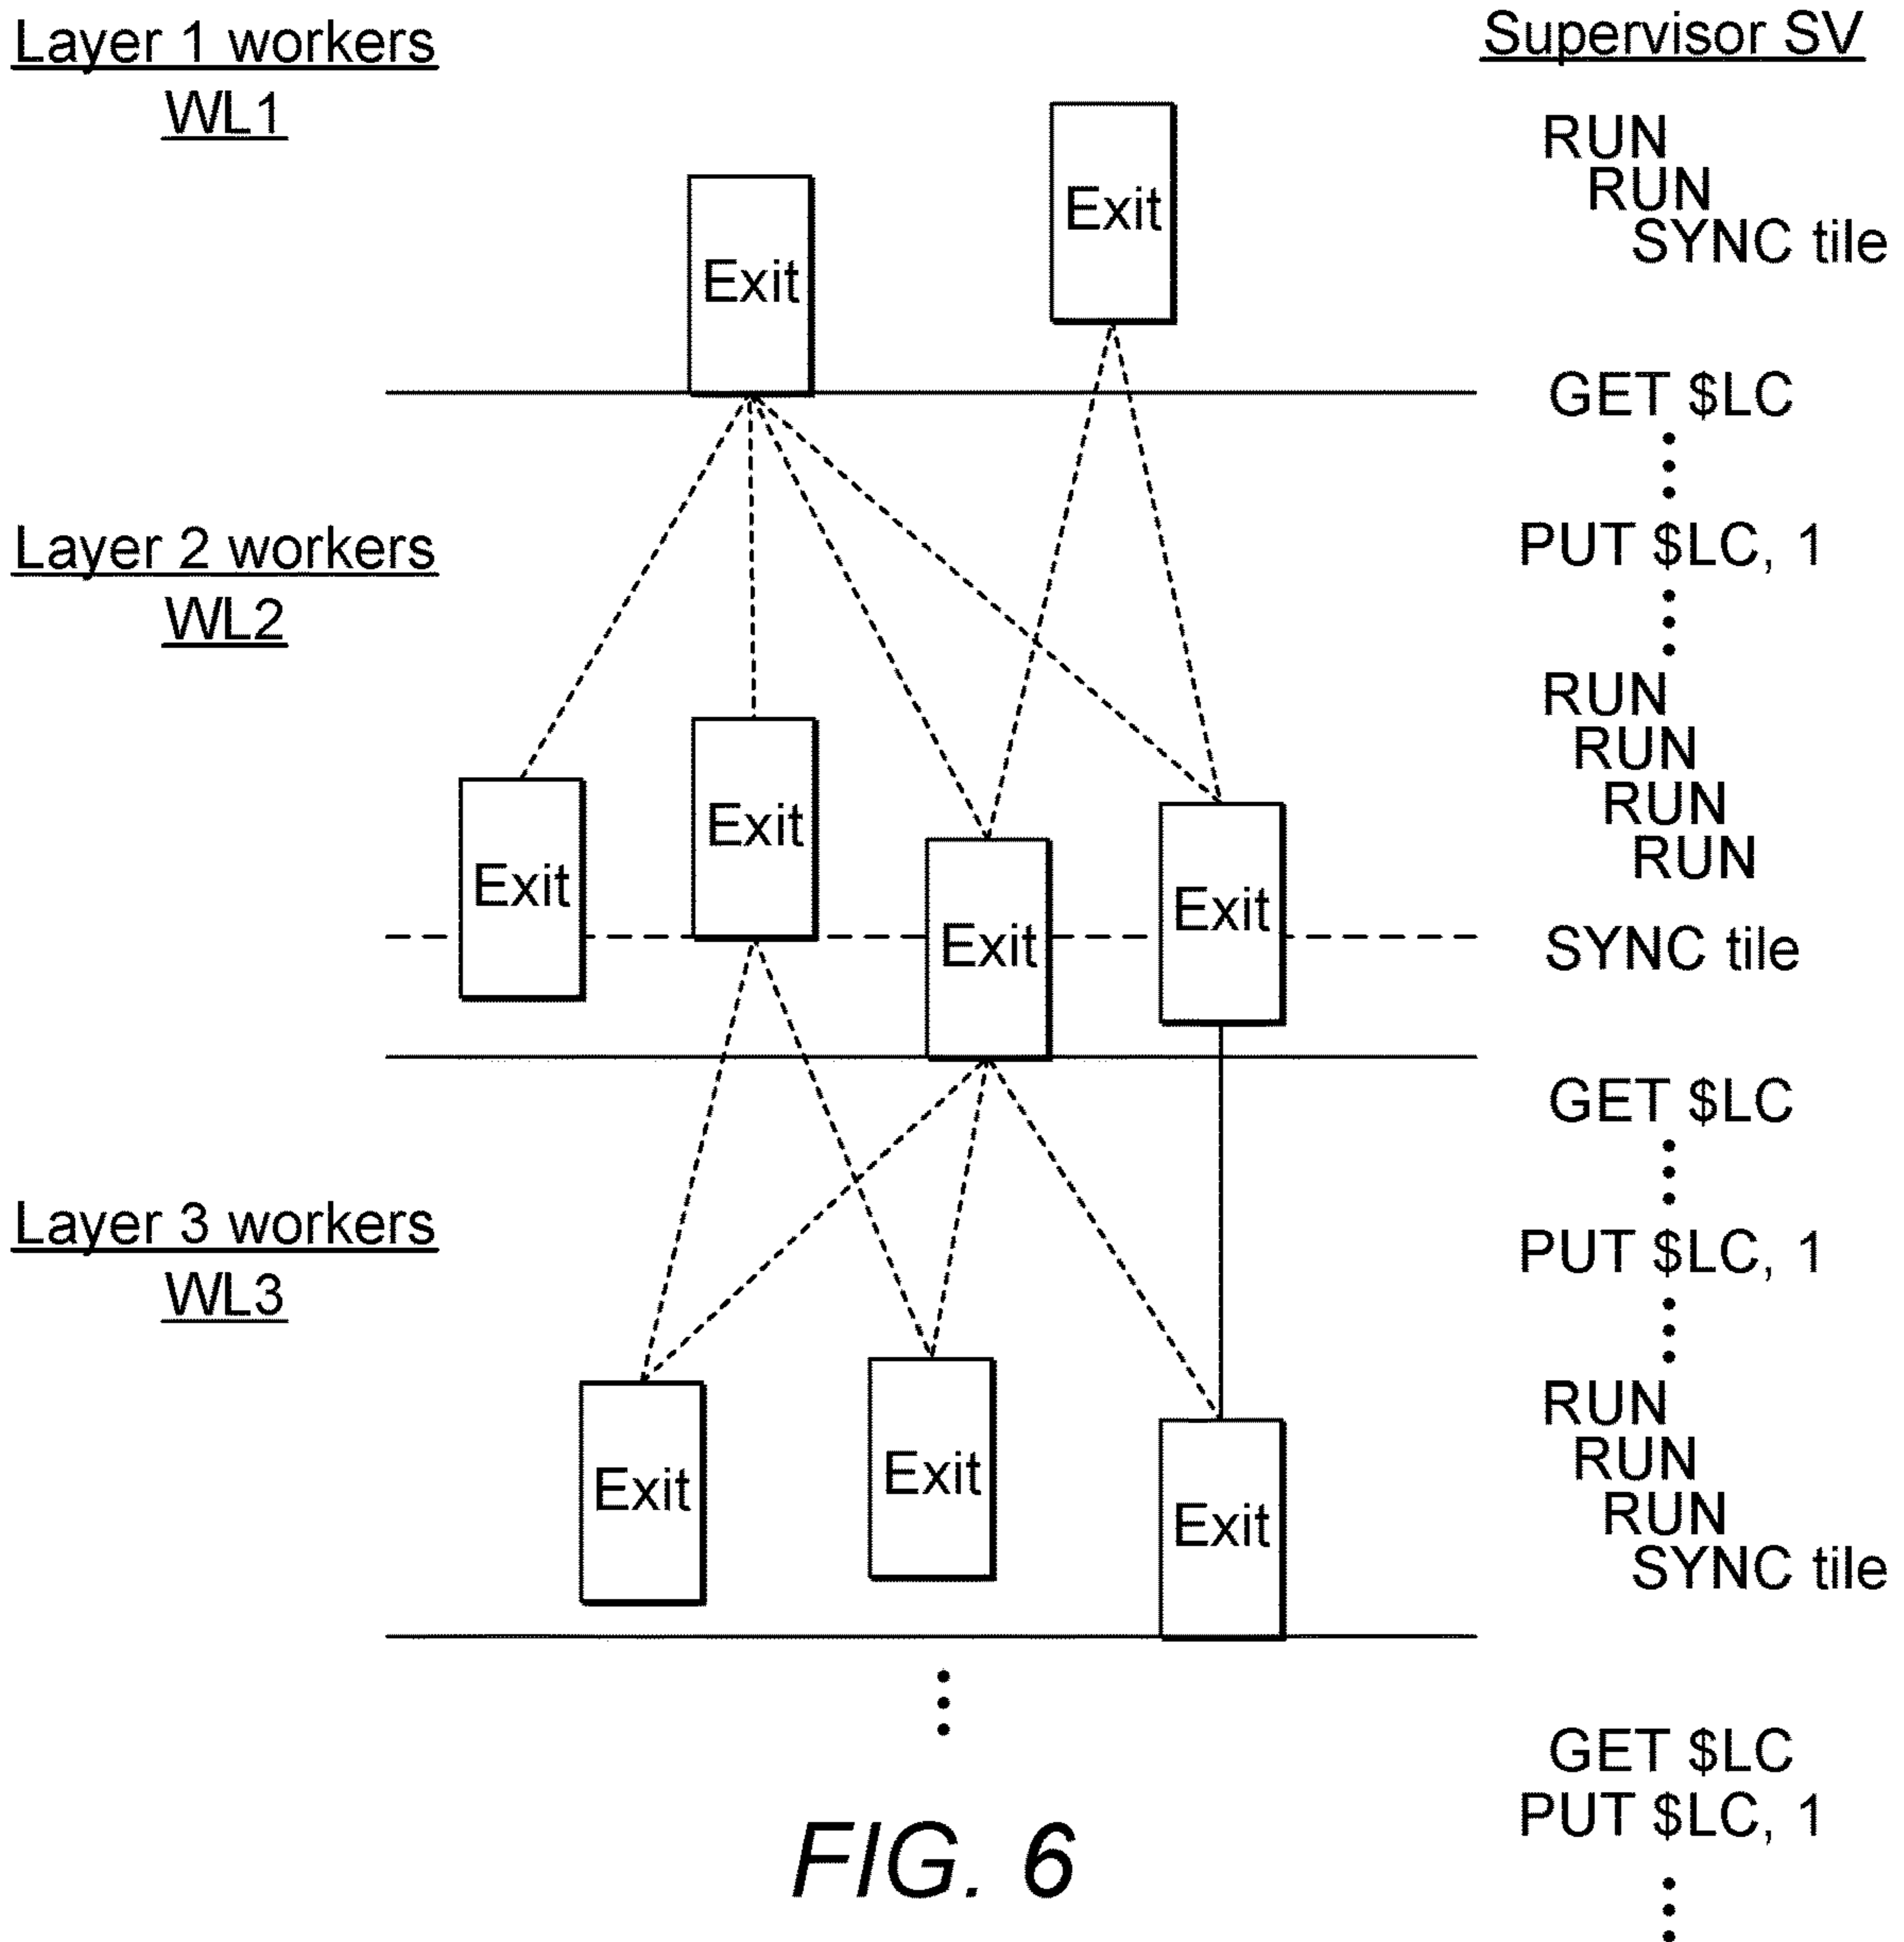 Layer 1 workers
WL1
Supervisor SV
RUN
RUN
SYNC tile
Exit
Exit
GET $LC
PUT $LC, 1
Layer 2 workers
WL2
RUN
RUN
RUN
RUN
Exit
Exit
Exit
Exit
SYNC tile
GET $LC
Layer 3 workers
WL3
PUT $LC, 1
RUN
RUN
RUN
SYNC tile
Exit
Exit
Exit
GET $LC
PUT $LC, 1
FIG. 6